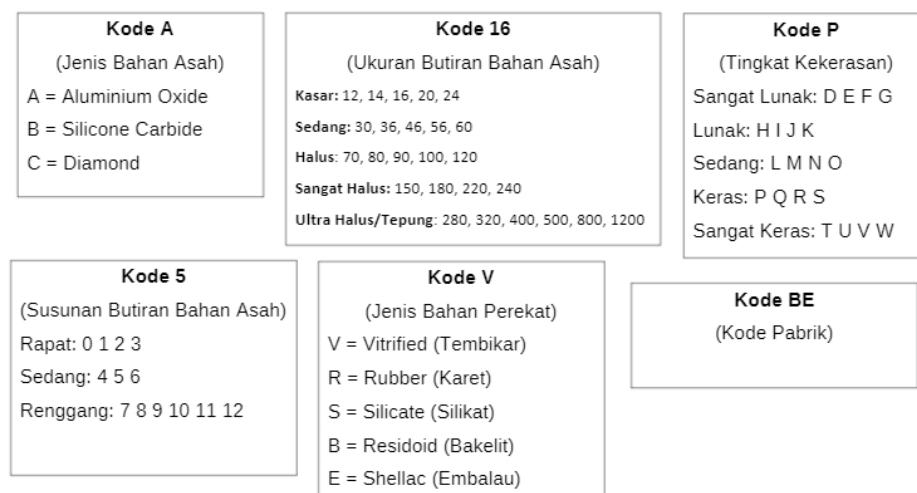 Kode A
(Jenis Bahan Asah)
A = Aluminium Oxide
B = Silicone Carbide
C = Diamond
Kode 16
(Ukuran Butiran Bahan Asah)
Kasar: 12, 14, 16, 20, 24
Sedang: 30, 36, 46, 56, 60
Halus: 70, 80, 90, 100, 120
Sangat Halus: 150, 180, 220, 240
Ultra Halus/Tepung: 280, 320, 400, 500, 800, 1200
Kode P
(Tingkat Kekerasan)
Sangat Lunak: D E F G
Lunak: H I J K
Sedang: L M N O
Keras: P Q R S
Sangat Keras: T U V W
Kode 5
(Susunan Butiran Bahan Asah)
Rapat: 0 1 2 3
Sedang: 4 5 6
Renggang: 7 8 9 10 11 12
Kode V
(Jenis Bahan Perekat)
V = Vitrified (Tembikar)
R = Rubber (Karet)
S = Silicate (Silikat)
B = Residoid (Bakelit)
E = Shellac (Embalau)
Kode BE
(Kode Pabrik)